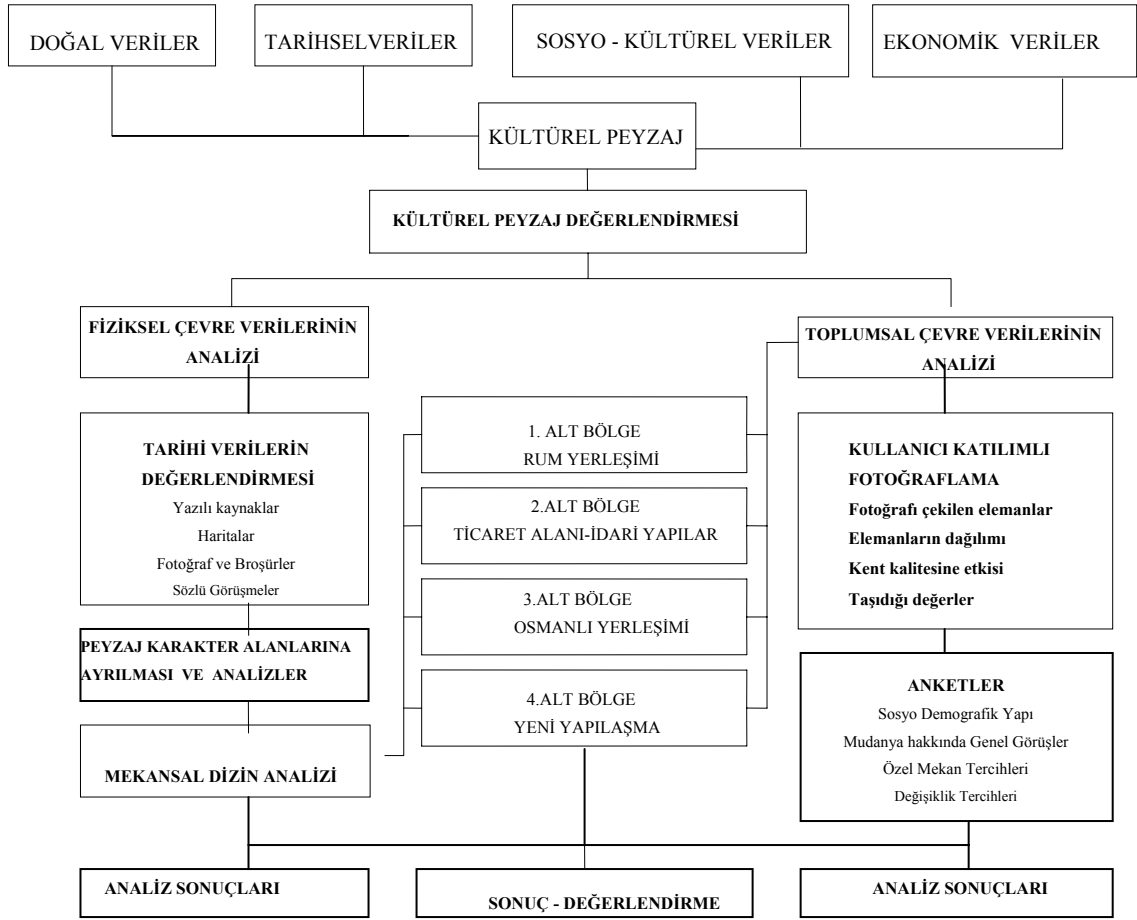 DOĞAL VERİLER
TARİHSELVERİLER
SOSYO - KÜLTÜREL VERİLER
EKONOMİK VERİLER
KÜLTÜREL PEYZAJ
KÜLTÜREL PEYZAJ DEĞERLENDİRMESİ
FİZİKSEL ÇEVRE VERİLERİNİN
ANALİZİ
TOPLUMSAL ÇEVRE VERİLERİNİN
ANALİZİ
TARİHİ VERİLERİN
DEĞERLENDİRMESİ
Yazılı kaynaklar
Haritalar
Fotoğraf ve Broşürler
Sözlü Görüşmeler
PEYZAJ KARAKTER ALANLARINA
AYRILMASI VE ANALİZLER
MEKANSAL DİZİN ANALİZİ
1. ALT BÖLGE
RUM YERLEŞİMİ
2.ALT BÖLGE
TİCARET ALANI-İDARİ YAPILAR
3.ALT BÖLGE
OSMANLI YERLEŞİMİ
4.ALT BÖLGE
YENİ YAPILAŞMA
KULLANICI KATILIMLI
FOTOĞRAFLAMA
Fotoğrafı çekilen elemanlar
Elemanların dağılımı
Kent kalitesine etkisi
Taşıdığı değerler
ANKETLER
Sosyo Demografik Yapı
Mudanya hakkında Genel Görüşler
Özel Mekan Tercihleri
Değişiklik Tercihleri
ANALİZ SONUÇLARI
SONUÇ - DEĞERLENDİRME
ANALİZ SONUÇLARI